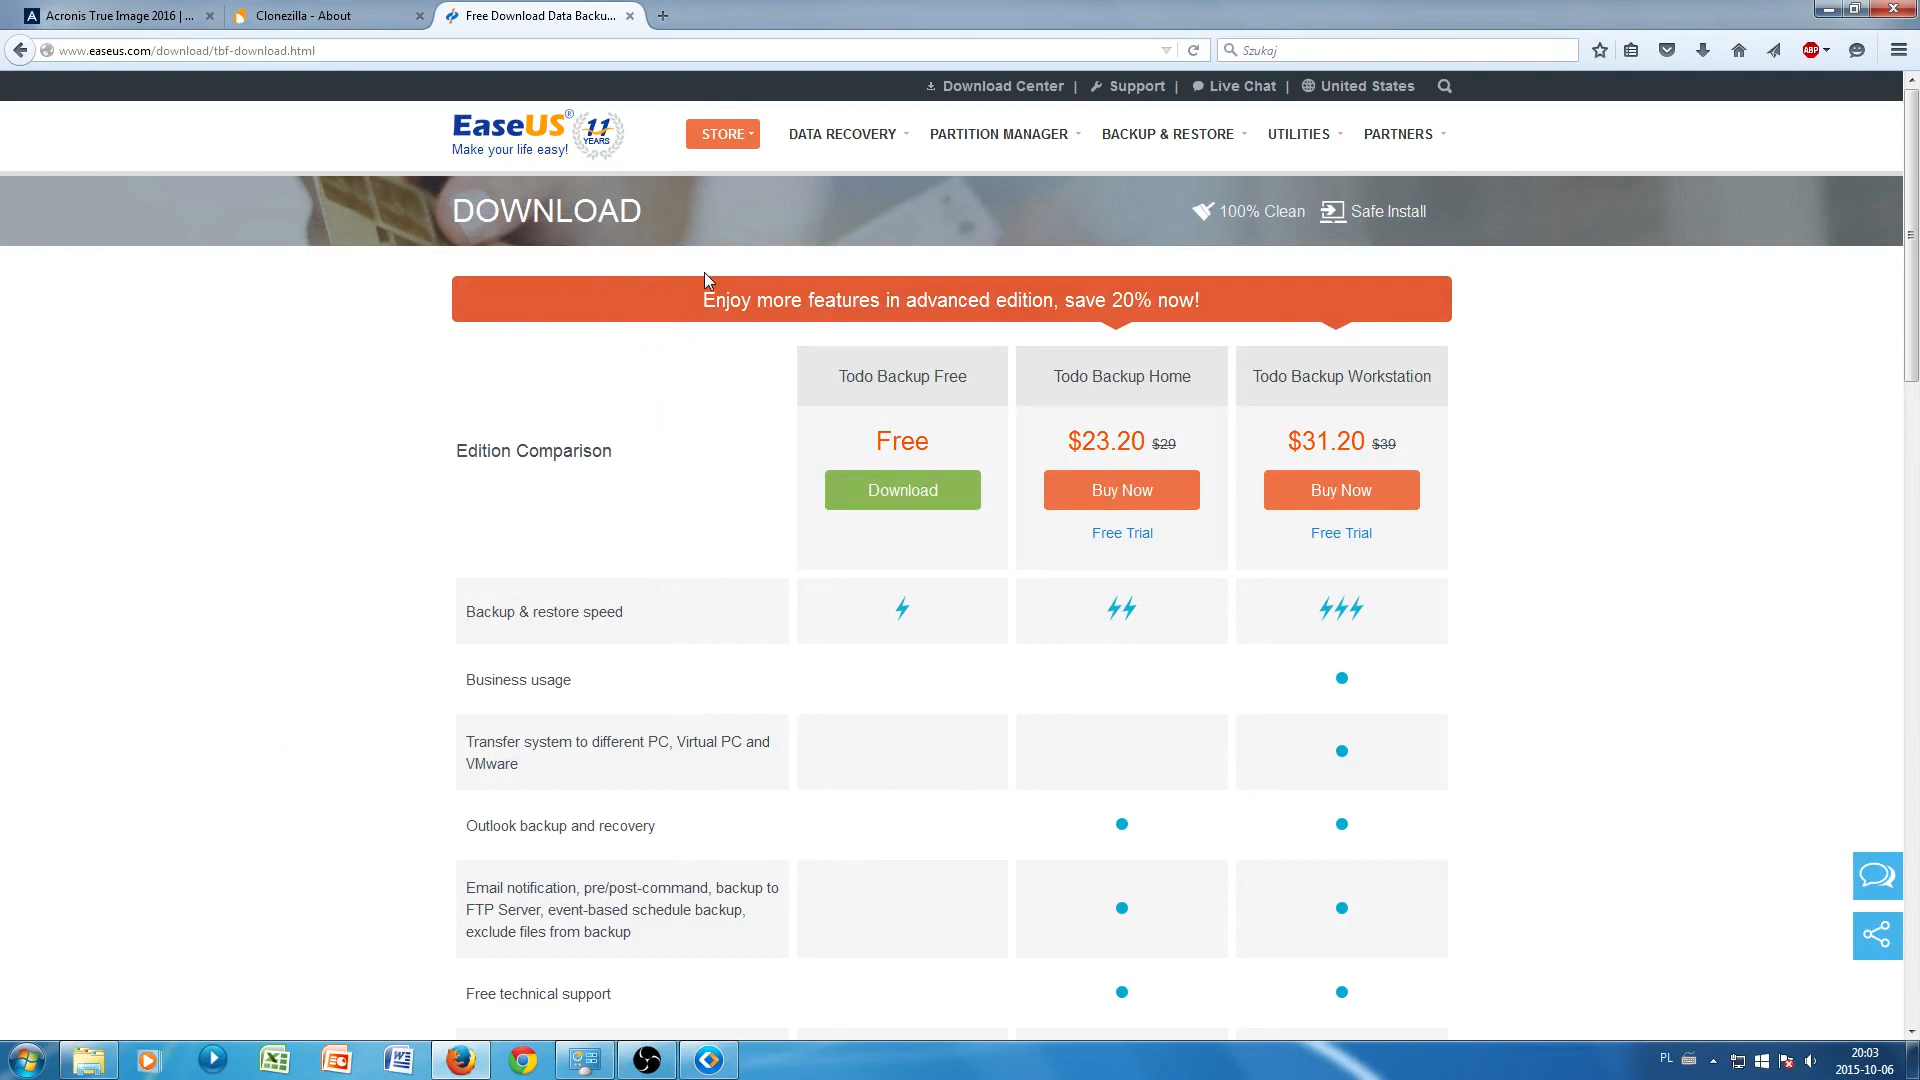 Acronis True Image 2016 | ...
Clonezilla - About
Free Download Data Backu...
www.easeus.com/download/tbf-download.html
Szukaj
ABP
Download Center | Support | Live Chat | United States
EaseUS®
Make your life easy!
11
YEARS
STORE
DATA RECOVERY
PARTITION MANAGER
BACKUP & RESTORE
UTILITIES
PARTNERS
DOWNLOAD
100% Clean
Safe Install
Enjoy more features in advanced edition, save 20% now!
Todo Backup Free
Todo Backup Home
Todo Backup Workstation
Edition Comparison
Free
$23.20 $29
$31.20 $39
Download
Buy Now
Buy Now
Free Trial
Free Trial
Backup & restore speed
Business usage
Transfer system to different PC, Virtual PC and
VMware
Outlook backup and recovery
Email notification, pre/post-command, backup to
FTP Server, event-based schedule backup,
exclude files from backup
Free technical support
PL
20:03
2015-10-06